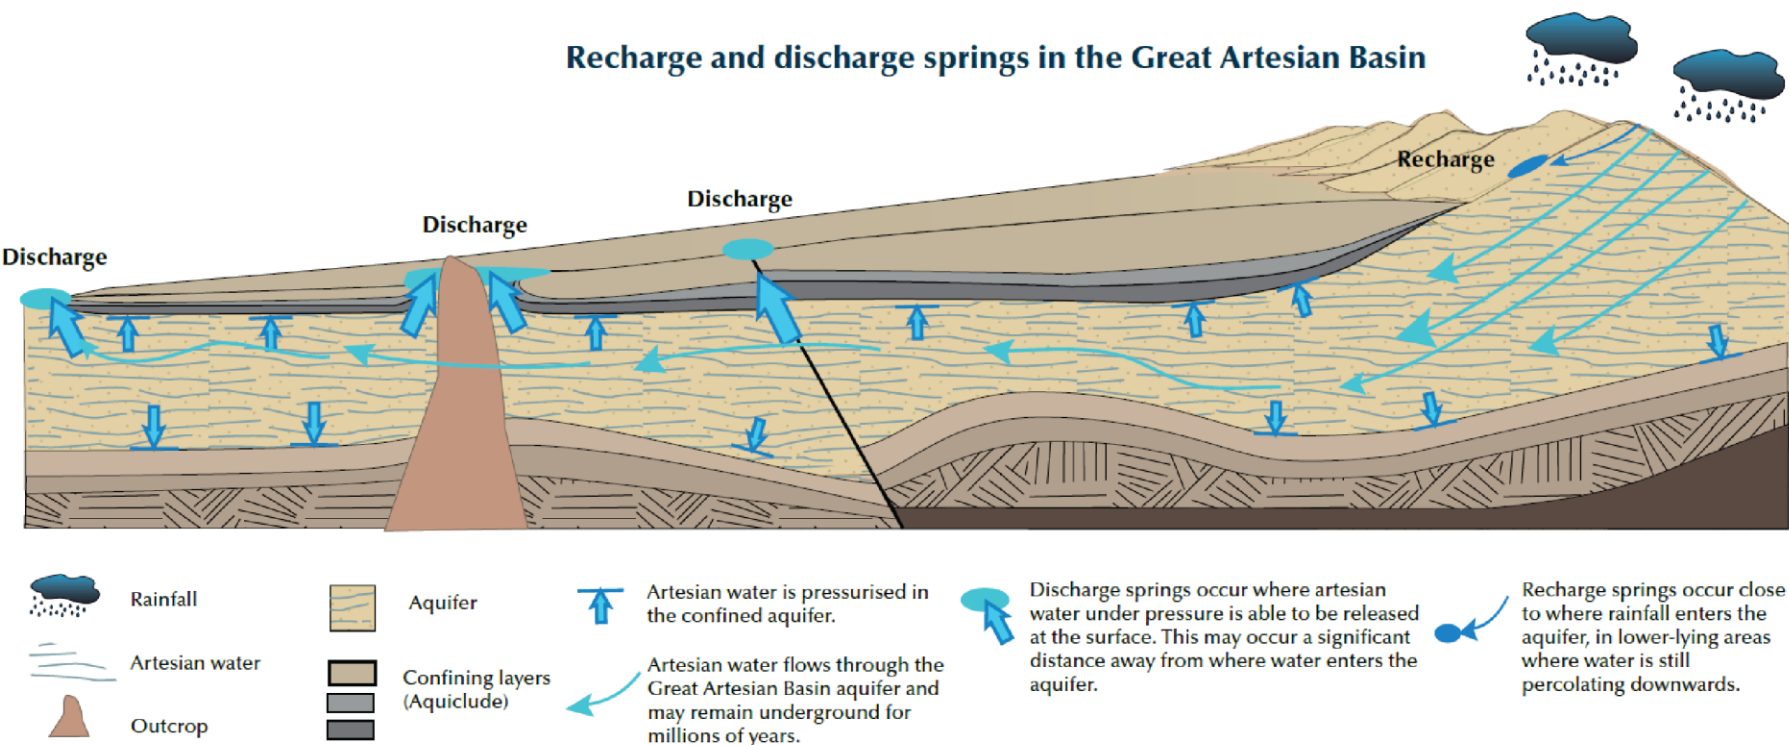 Recharge and discharge springs in the Great Artesian Basin
Recharge
Discharge
Discharge
Discharge
Rainfall
Artesian water
Outcrop
Aquifer
Confining layers
(Aquiclude)
Artesian water is pressurised in
the confined aquifer.
Artesian water flows through the
Great Artesian Basin aquifer and
may remain underground for
millions of years.
Discharge springs occur where artesian
water under pressure is able to be released
at the surface. This may occur a significant
distance away from where water enters the
aquifer.
Recharge springs occur close
to where rainfall enters the
aquifer, in lower-lying areas
where water is still
percolating downwards.